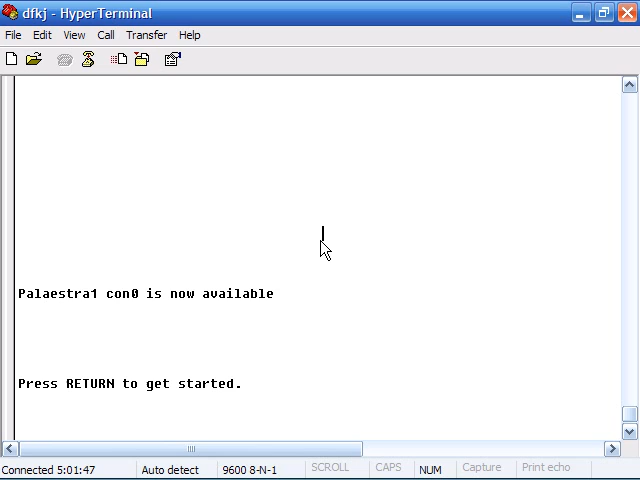 dfkj - HyperTerminal
File Edit View Call Transfer Help
Palaestra1 con0 is now available
Press RETURN to get started.
Connected 5:01:47 Auto detect 9600 8-N-1 SCROLL CAPS NUM Capture Print echo